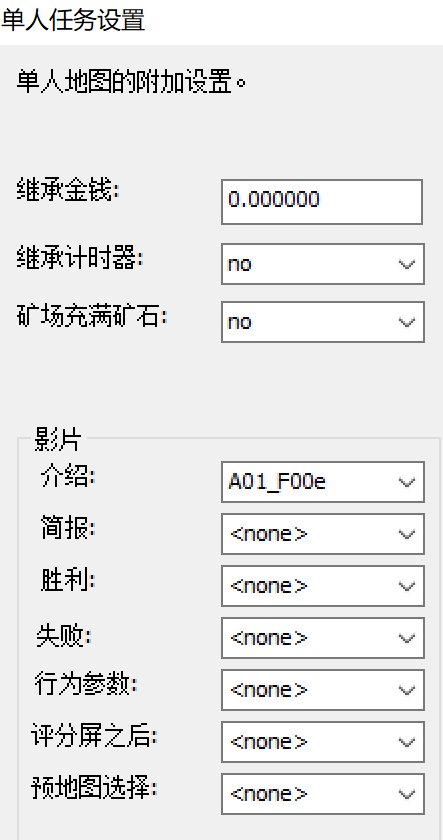 单人任务设置
单人地图的附加设置。
继承金钱: 0.000000
继承计时器: no
矿场充满矿石: no
影片
介绍: A01_F00e
简报: <none>
胜利: <none>
失败: <none>
行为参数: <none>
评分屏之后: <none>
预地图选择: <none>